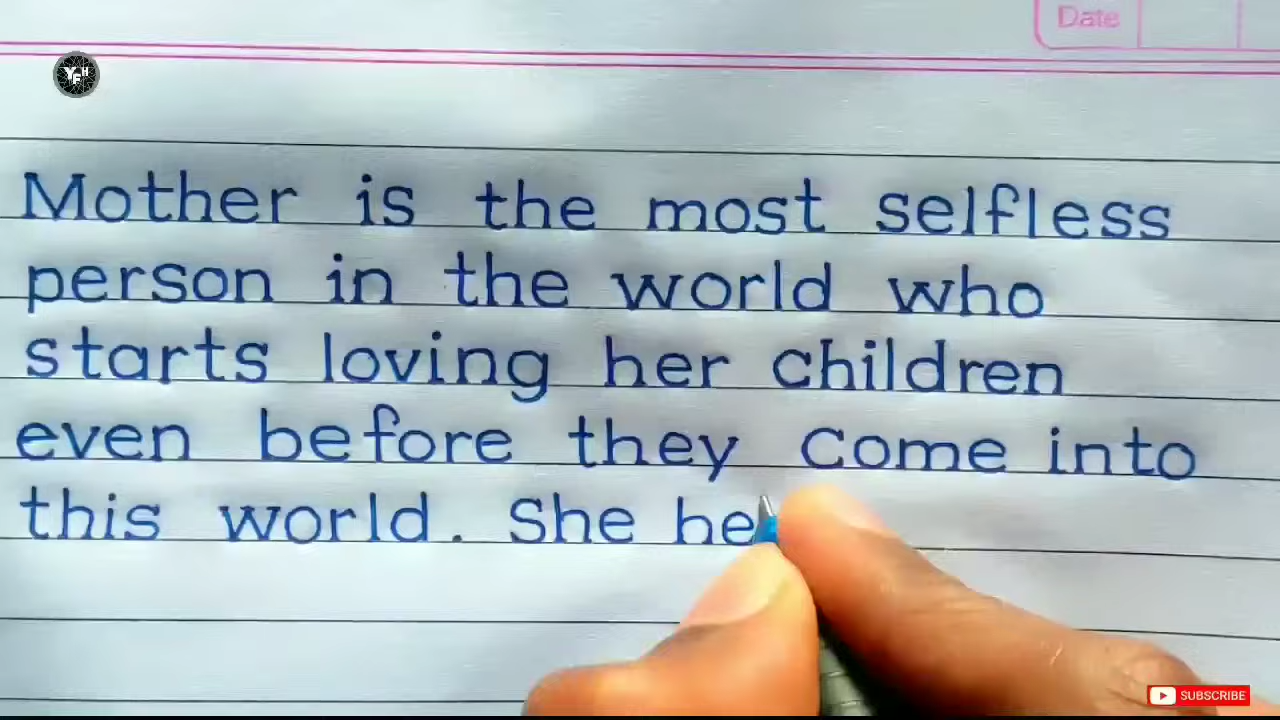 Date
Mother is the most selfless
person in the world who
starts loving her children
even before they come into
this world. She he
SUBSCRIBE